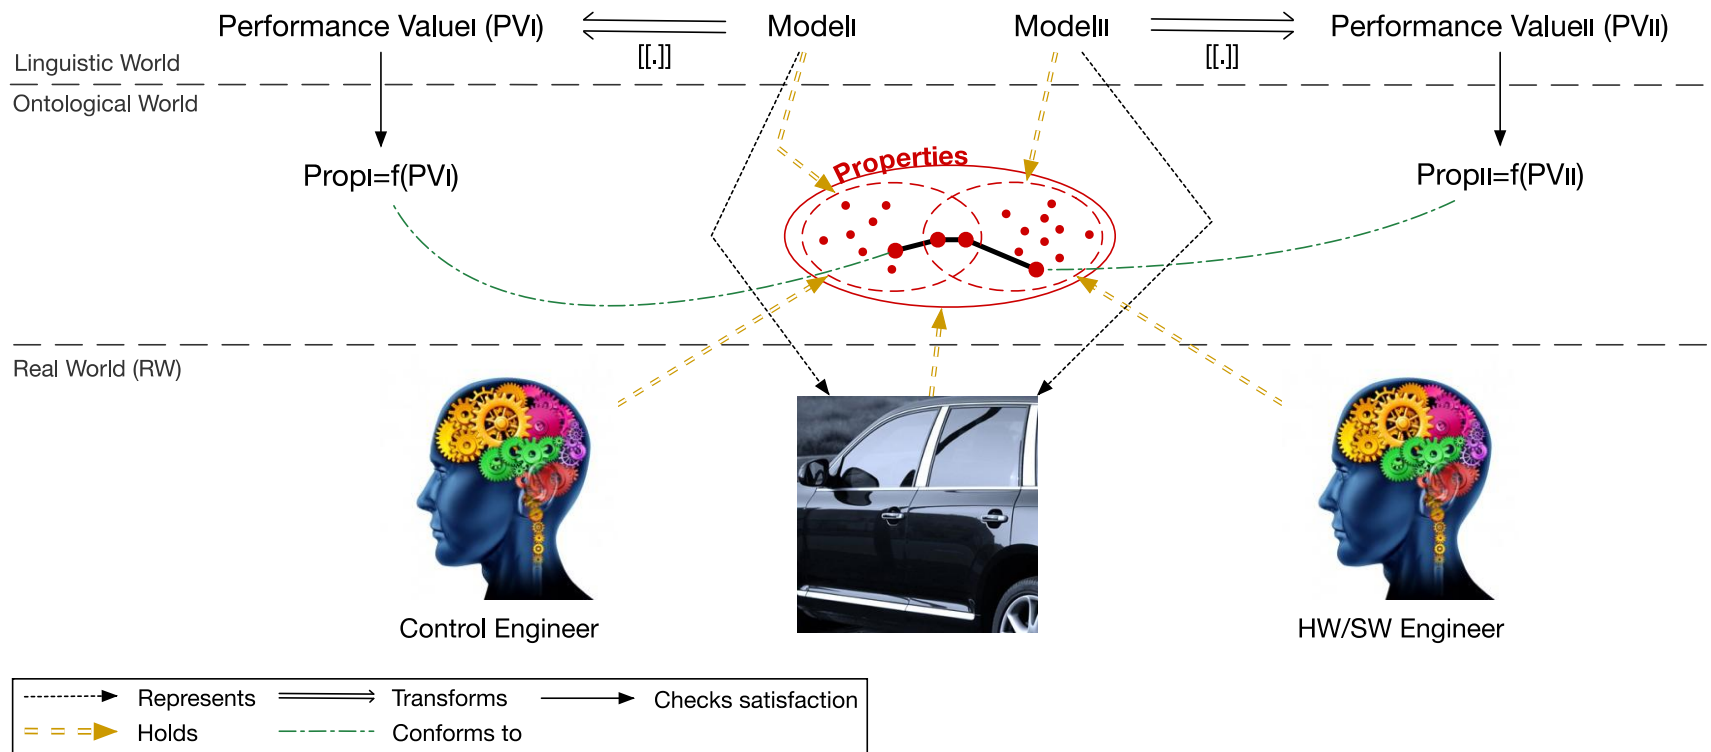 Performance ValueI (PVI)
[[.]]
ModelI
ModelII
[[.]]
Performance ValueII (PVII)
Linguistic World
Ontological World
PropI=f(PVI)
Properties
PropII=f(PVII)
Real World (RW)
Control Engineer
HW/SW Engineer
Represents
Transforms
Checks satisfaction
Holds
Conforms to